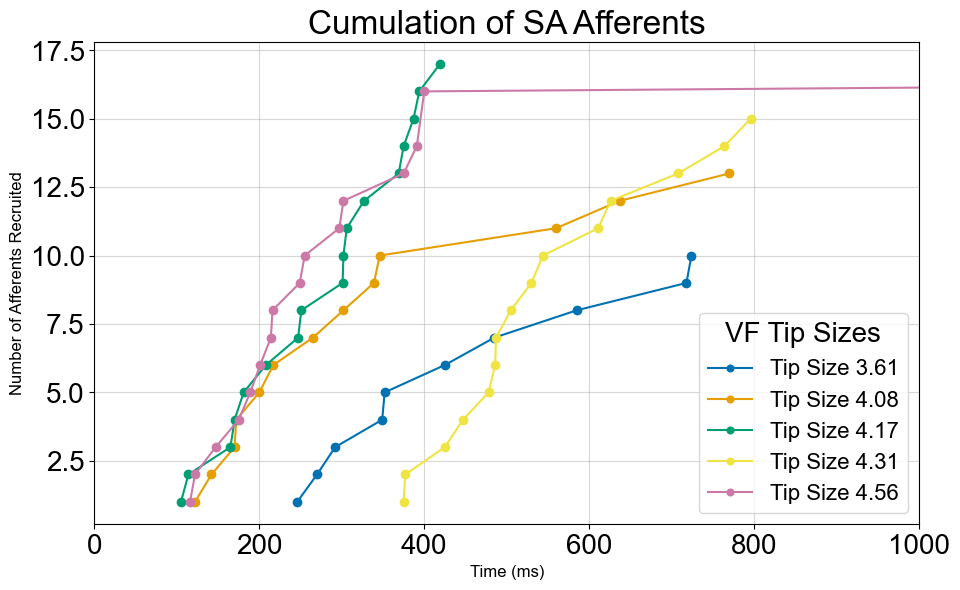 Cumulation of SA Afferents
Number of Afferents Recruited
17.5
15.0
12.5
10.0
7.5
5.0
2.5
0 200 400 600 800 1000
Time (ms)
VF Tip Sizes
Tip Size 3.61
Tip Size 4.08
Tip Size 4.17
Tip Size 4.31
Tip Size 4.56